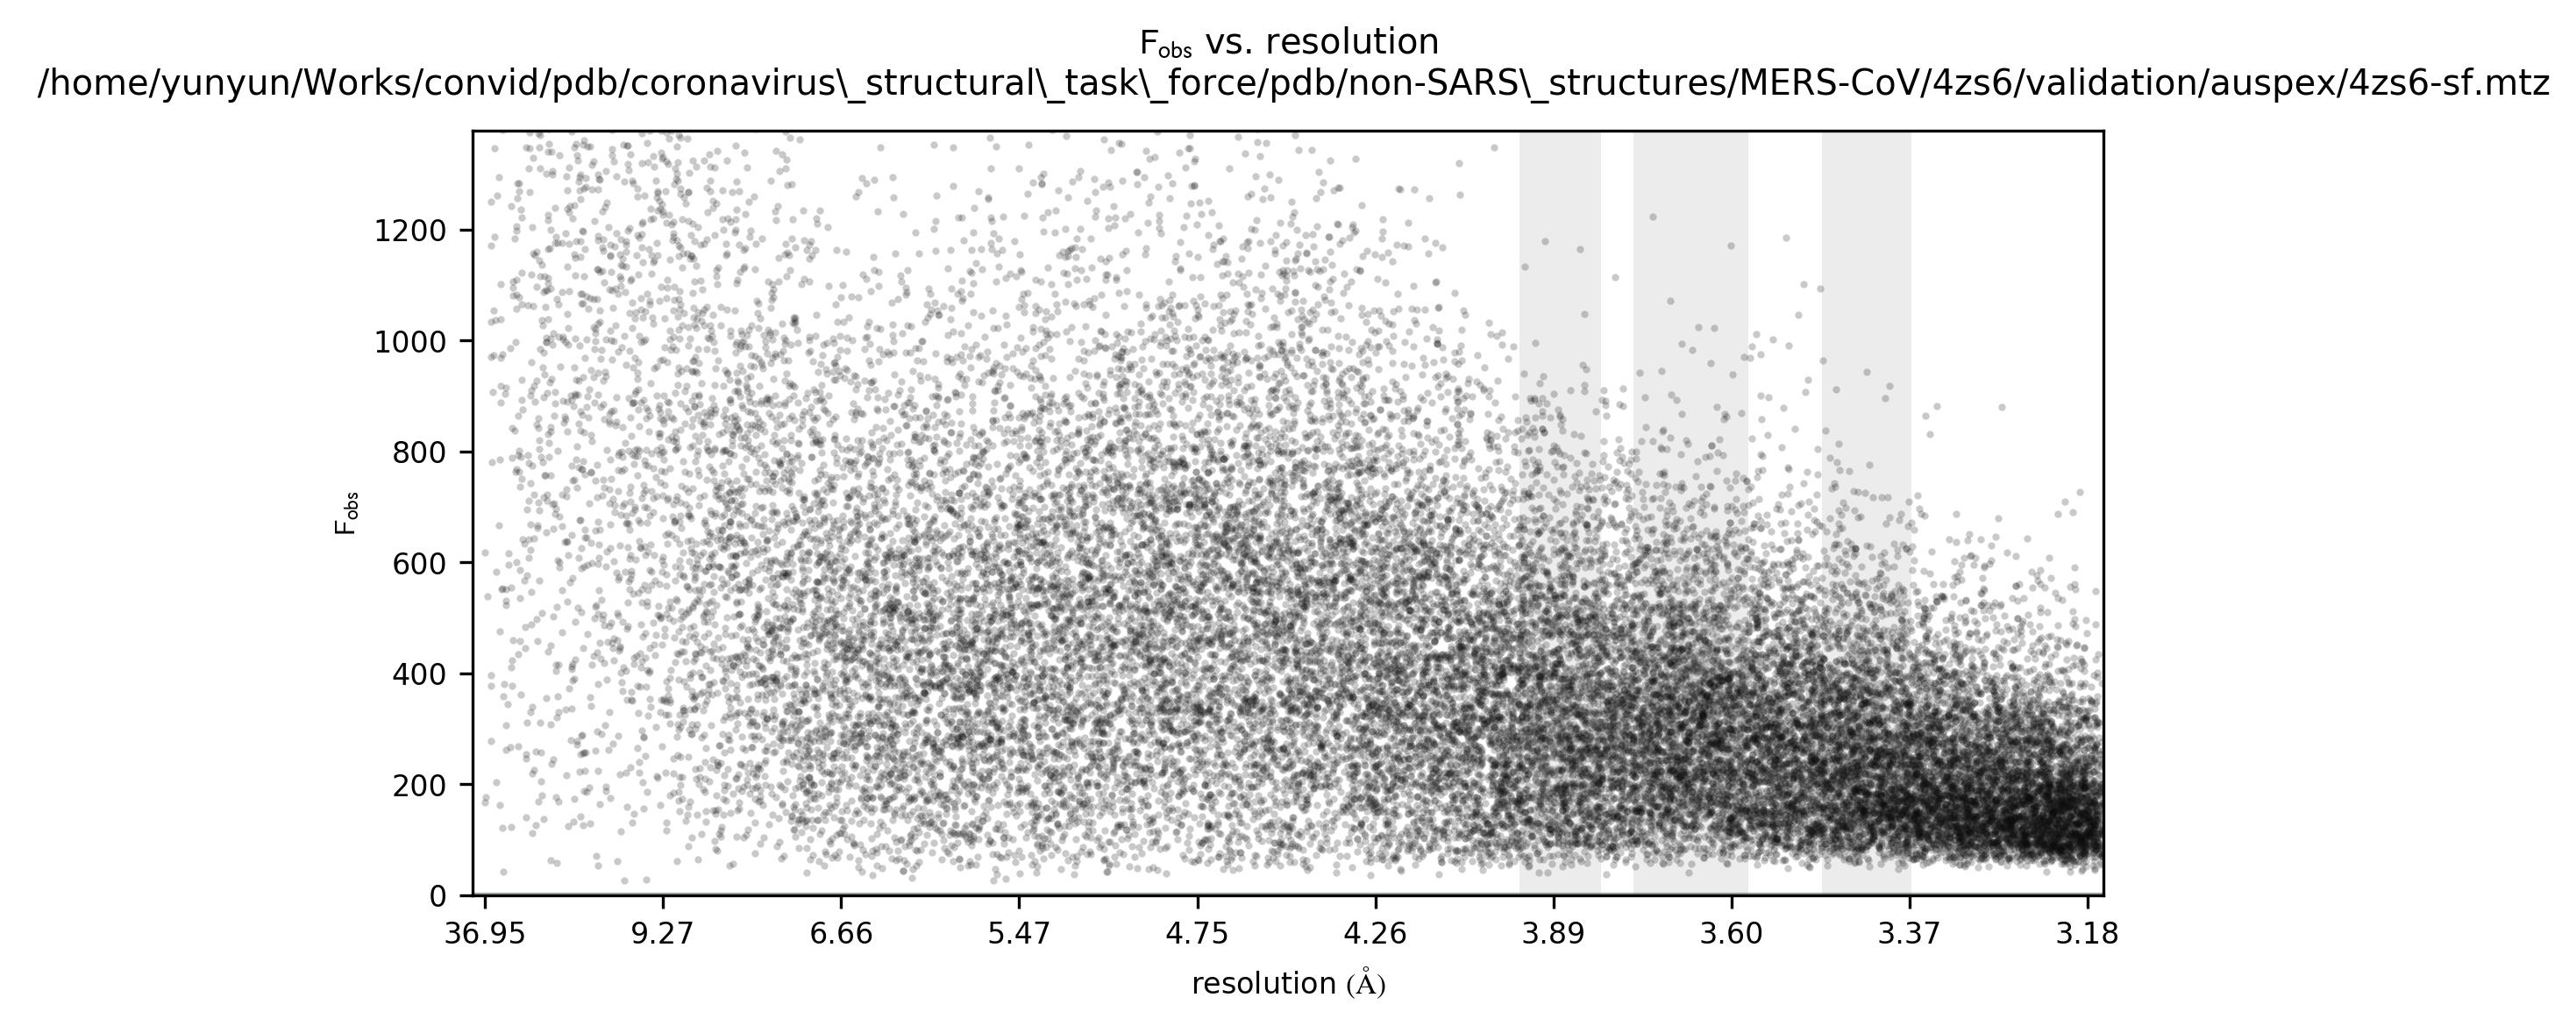 Fobs vs. resolution
/home/yunyun/Works/convid/pdb/coronavirus\_structural\_task\_force/pdb/non-SARS\_structures/MERS-CoV/4zs6/validation/auspex/4zs6-sf.mtz
1200
1000
800
600
400
200
0
Fobs
36.95 9.27 6.66 5.47 4.75 4.26 3.89 3.60 3.37 3.18
resolution (Å)